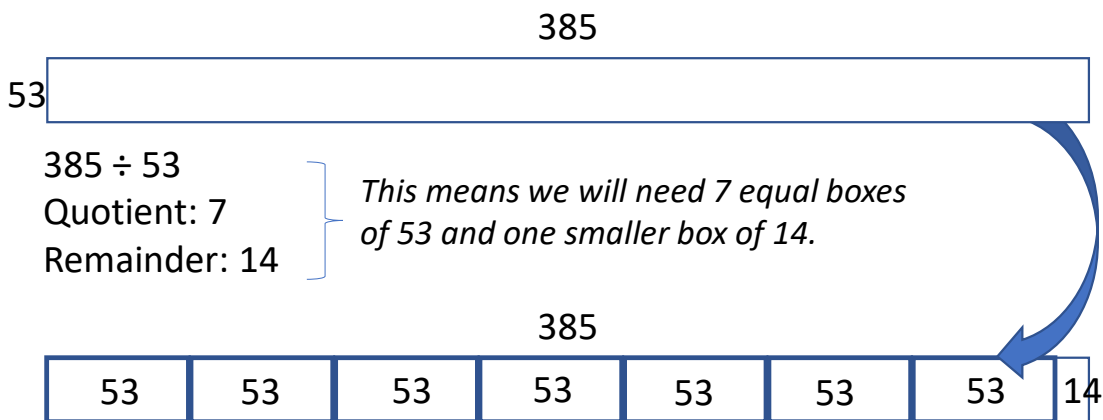 385
53
385 ÷ 53
Quotient: 7
Remainder: 14
This means we will need 7 equal boxes
of 53 and one smaller box of 14.
385
53 53 53 53 53 53 53 14